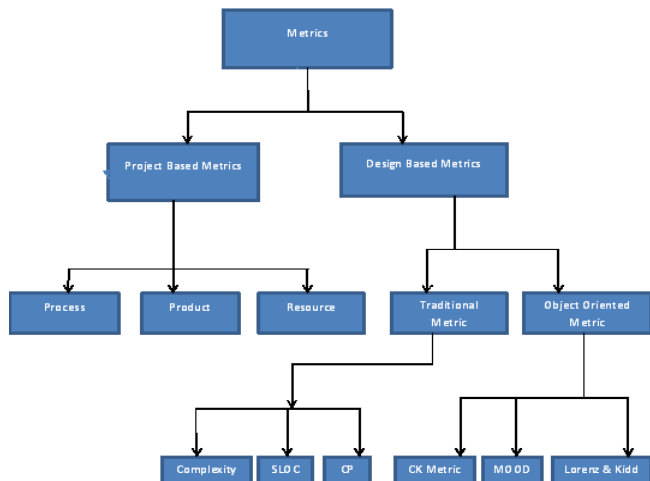 Metrics
Project Based Metrics
Design Based Metrics
Process
Product
Resource
Traditional
Metric
Object Oriented
Metric
Complexity
SLOC
CP
CK Metric
MOOD
Lorenz & Kidd